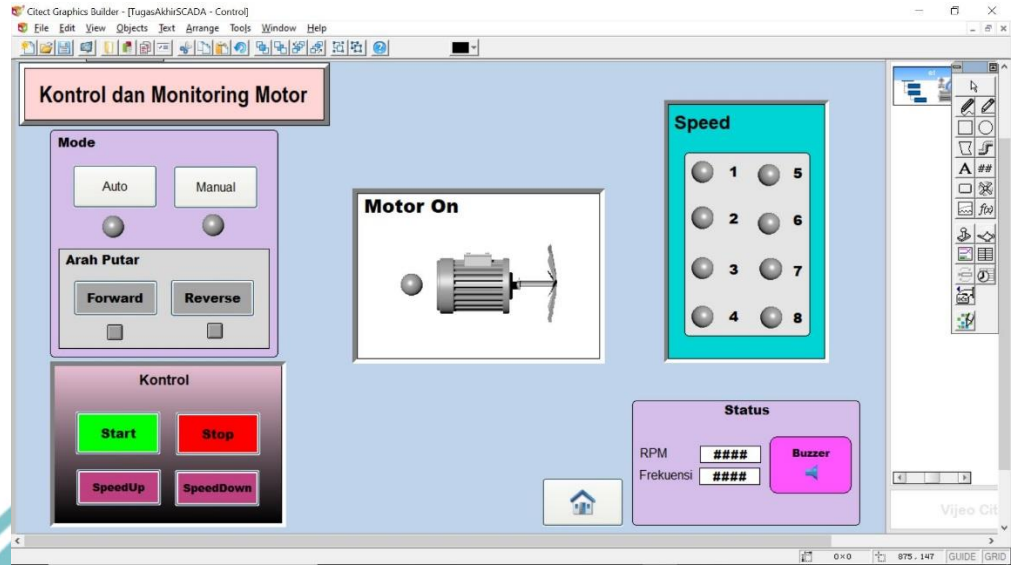 Citect Graphics Builder - [TugasAkhirSCADA - Control]
File Edit View Objects Text Arrange Tools Window Help
Kontrol dan Monitoring Motor
Mode
Auto Manual
Arah Putar
Forward Reverse
Kontrol
Start Stop
SpeedUp SpeedDown
Motor On
Speed
1 5
2 6
3 7
4 8
Status
RPM ####
Frekuensi ####
Buzzer
A ##
f(x)
Vijeo Cit
0×0 875 , 147 GUIDE GRID